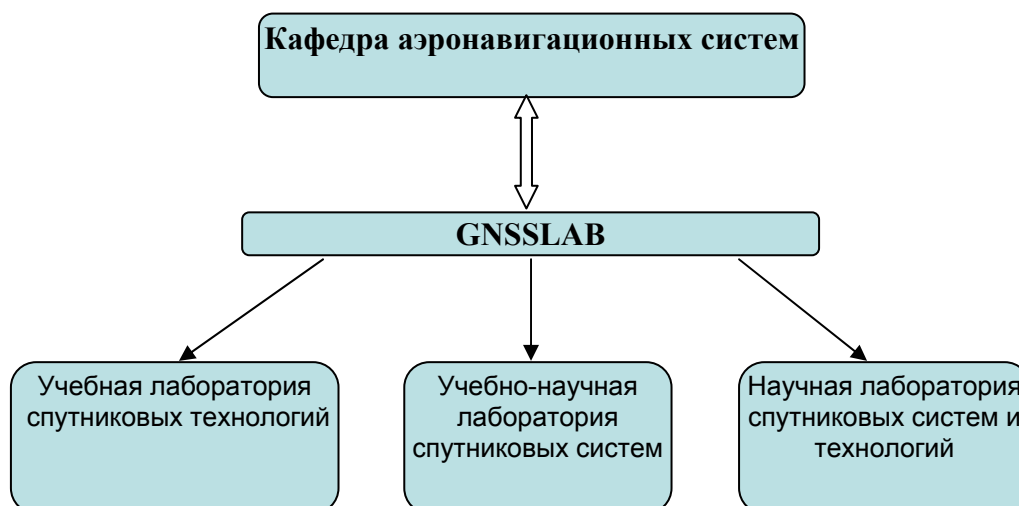 Кафедра аэронавигационных систем
GNSSLAB
Учебная лаборатория
спутниковых технологий
Учебно-научная
лаборатория
спутниковых систем
Научная лаборатория
спутниковых систем и
технологий